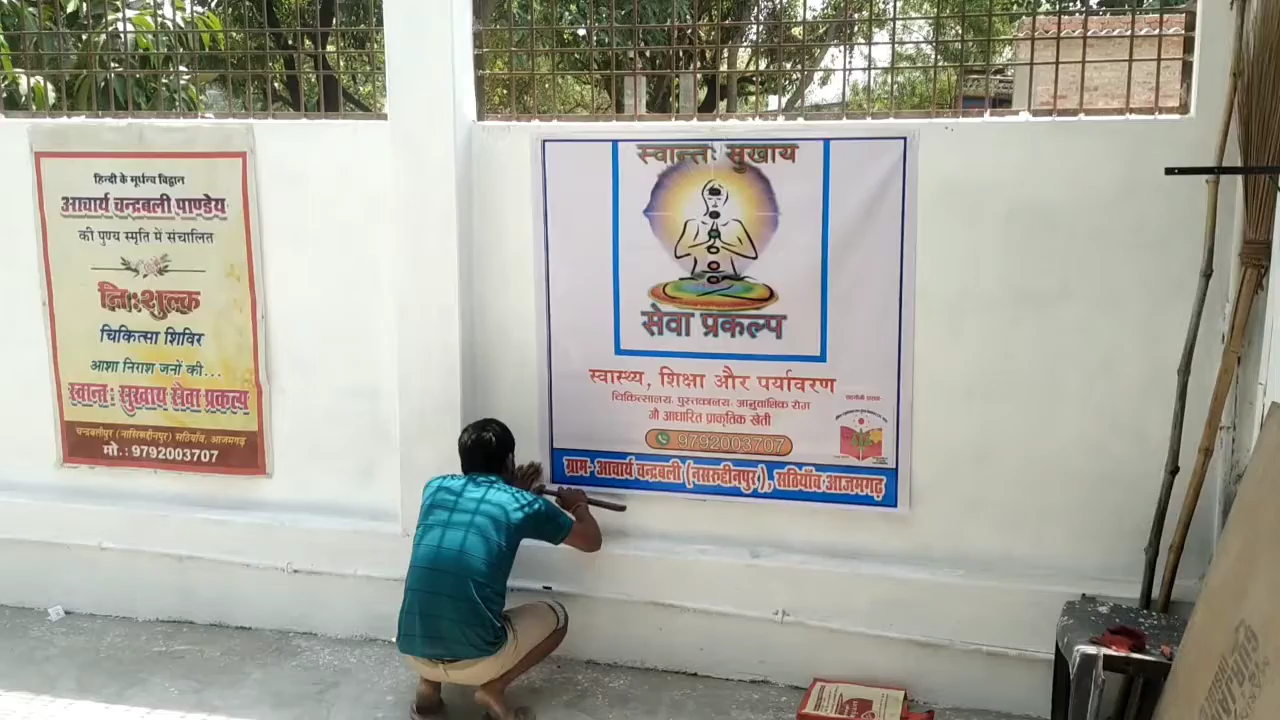 हिन्दी के मूर्धन्य विद्वान
आचार्य चन्द्रबली पाण्डेय
की पुण्य स्मृति में संचालित
निःशुल्क
चिकित्सा शिविर
आशा निराश जनों की...
स्वान्तः सुखाय सेवा प्रकल्प
चन्द्रबलीपुर (नासिरूद्दीनपुर) सठियाँव, आजमगढ़
मो.: 9792003707
स्वान्तः सुखाय
सेवा प्रकल्प
स्वास्थ्य, शिक्षा और पर्यावरण
चिकित्सालय, पुस्तकालय, आनुवांशिक रोग
गौ आधारित प्राकृतिक खेती
9792003707
ग्राम- आचार्य चन्द्रबली (नसरुद्दीनपुर), सठियाँव आजमगढ़